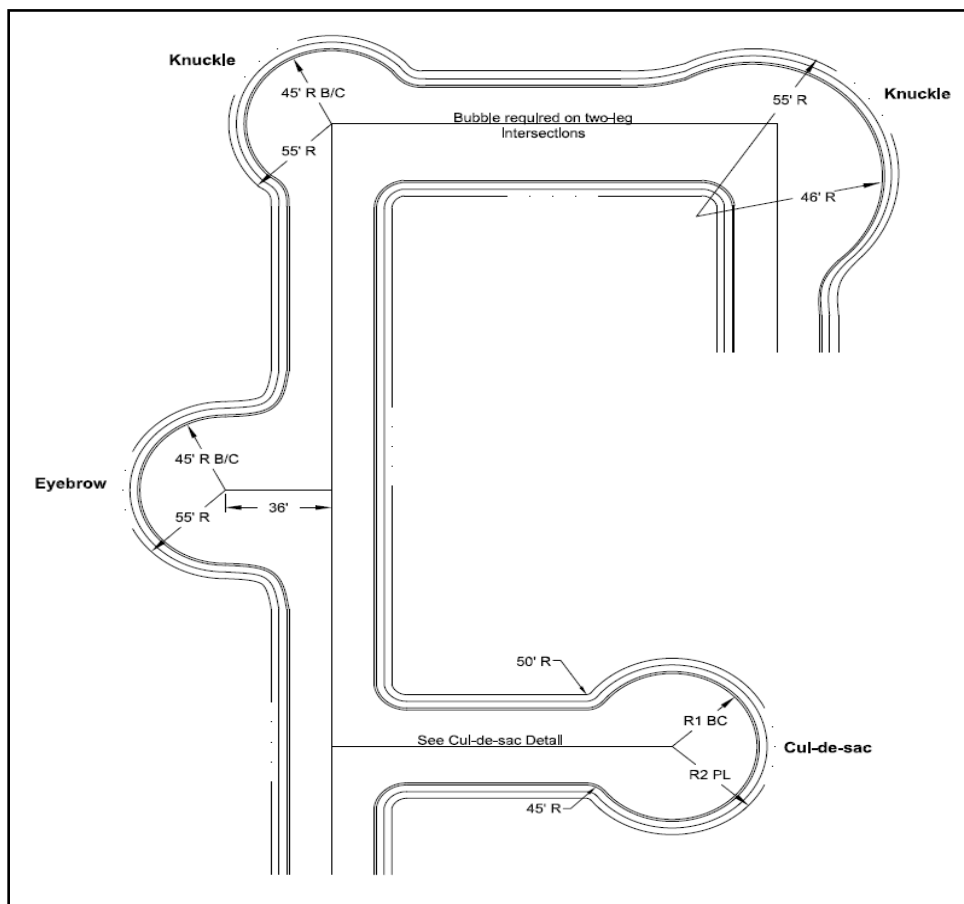 Knuckle
45' R B/C
55' R
Bubble required on two-leg
Intersections
55' R
Knuckle
46' R
Eyebrow
45' R B/C
55' R
36'
50' R
R1 BC
See Cul-de-sac Detail
Cul-de-sac
R2 PL
45' R